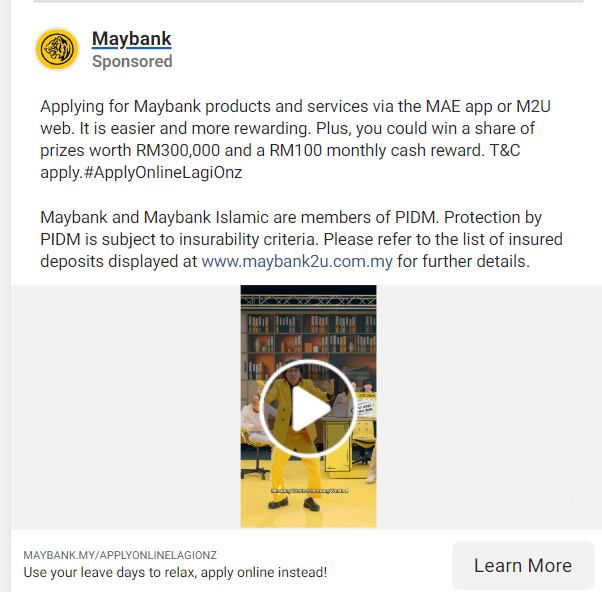 Maybank
Sponsored
Applying for Maybank products and services via the MAE app or M2U
web. It is easier and more rewarding. Plus, you could win a share of
prizes worth RM300,000 and a RM100 monthly cash reward. T&C
apply.#ApplyOnlineLagiOnz
Maybank and Maybank Islamic are members of PIDM. Protection by
PIDM is subject to insurability criteria. Please refer to the list of insured
deposits displayed at www.maybank2u.com.my for further details.
MAYBANK.MY/APPLYONLINELAGIONZ
Use your leave days to relax, apply online instead!
Learn More